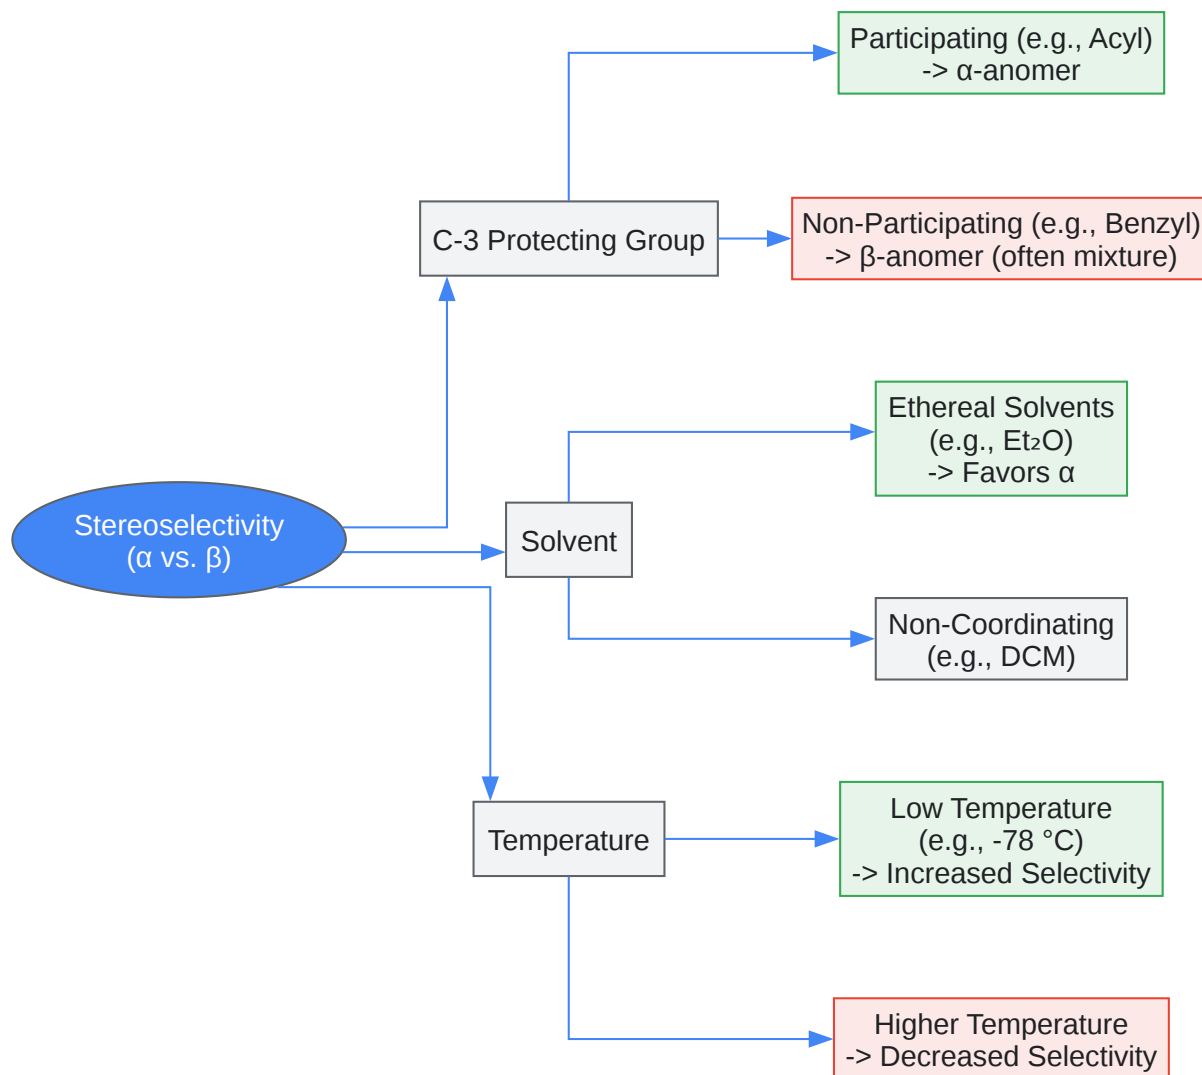 Participating (e.g., Acyl)
-> α-anomer
C-3 Protecting Group
Non-Participating (e.g., Benzyl)
-> β-anomer (often mixture)
Ethereal Solvents
(e.g., Et₂O)
-> Favors α
Stereoselectivity
(α vs. β)
Solvent
Non-Coordinating
(e.g., DCM)
Temperature
Low Temperature
(e.g., -78 °C)
-> Increased Selectivity
Higher Temperature
-> Decreased Selectivity